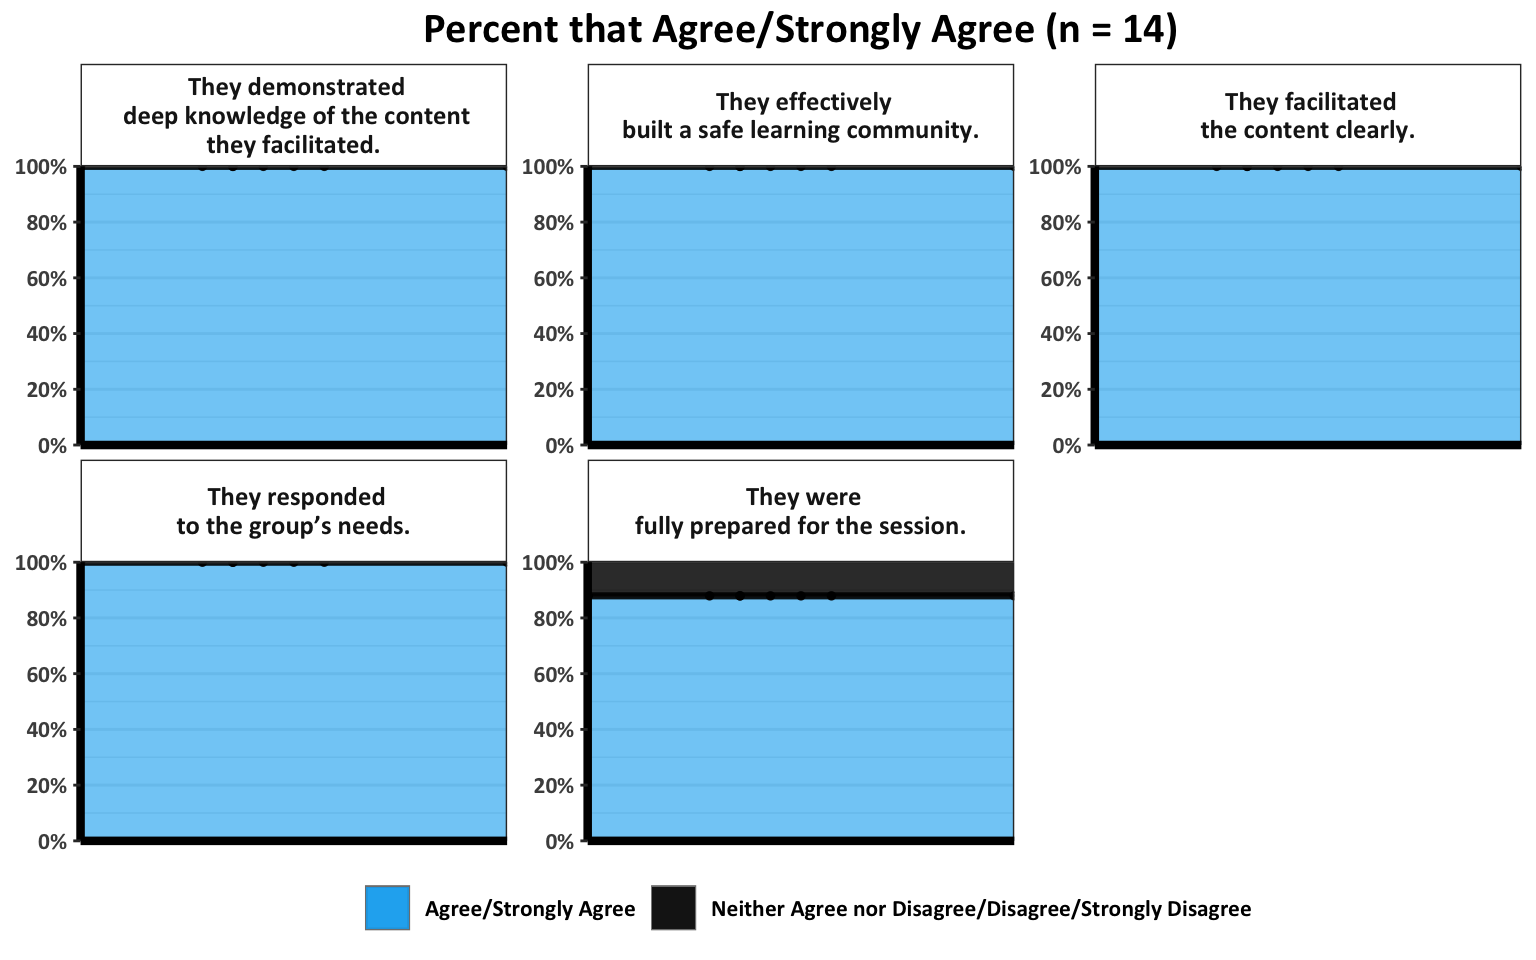 Percent that Agree/Strongly Agree (n = 14)
They demonstrated
deep knowledge of the content
they facilitated.
100%
80%
60%
40%
20%
0%
They effectively
built a safe learning community.
100%
80%
60%
40%
20%
0%
They facilitated
the content clearly.
100%
80%
60%
40%
20%
0%
They responded
to the group’s needs.
100%
80%
60%
40%
20%
0%
They were
fully prepared for the session.
100%
80%
60%
40%
20%
0%
Agree/Strongly Agree
Neither Agree nor Disagree/Disagree/Strongly Disagree